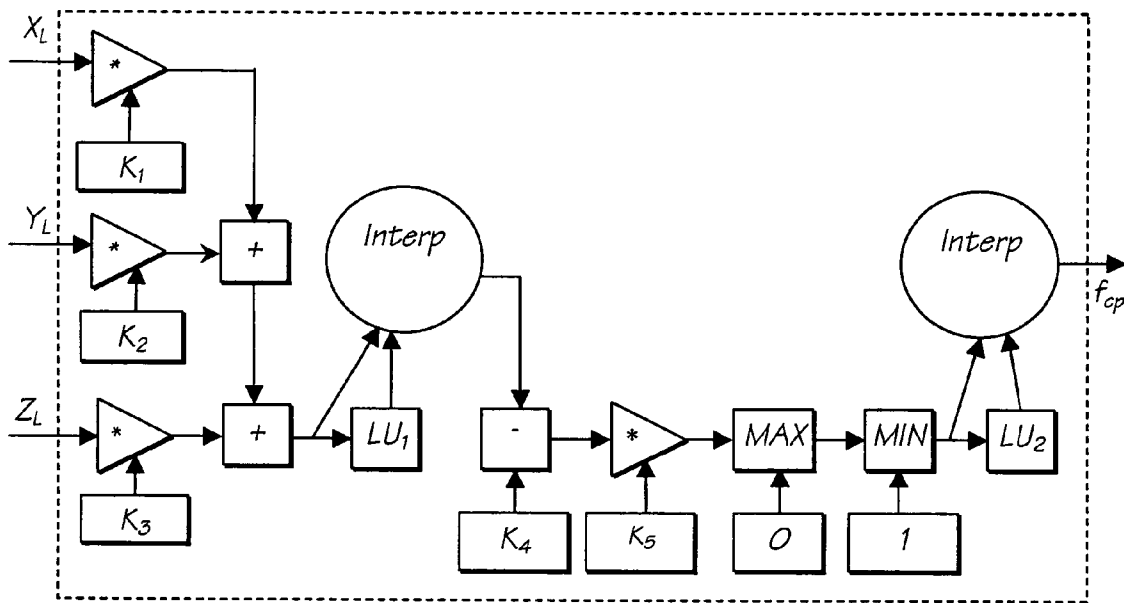 X_L
*
K_1
Y_L
*
+
Interp
Interp
f_cp
K_2
Z_L
*
+
LU_1
-
*
MAX
MIN
LU_2
K_3
K_4
K_5
0
1